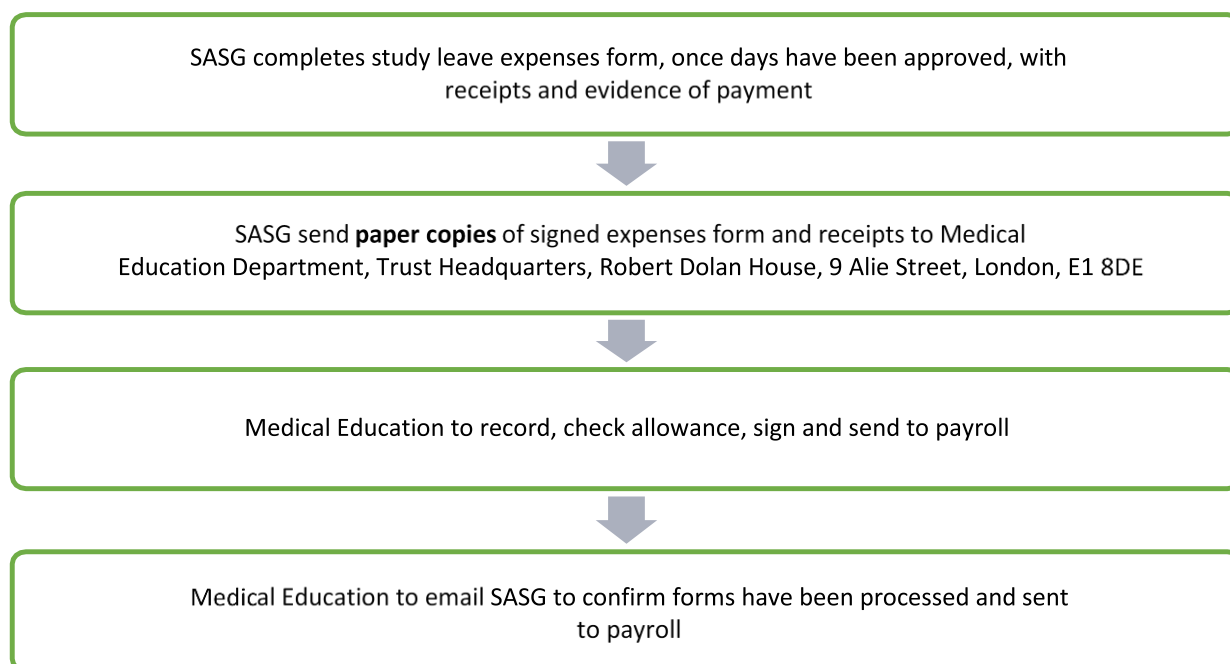 SASG completes study leave expenses form, once days have been approved, with
receipts and evidence of payment
SASG send paper copies of signed expenses form and receipts to Medical
Education Department, Trust Headquarters, Robert Dolan House, 9 Alie Street, London, E1 8DE
Medical Education to record, check allowance, sign and send to payroll
Medical Education to email SASG to confirm forms have been processed and sent
to payroll